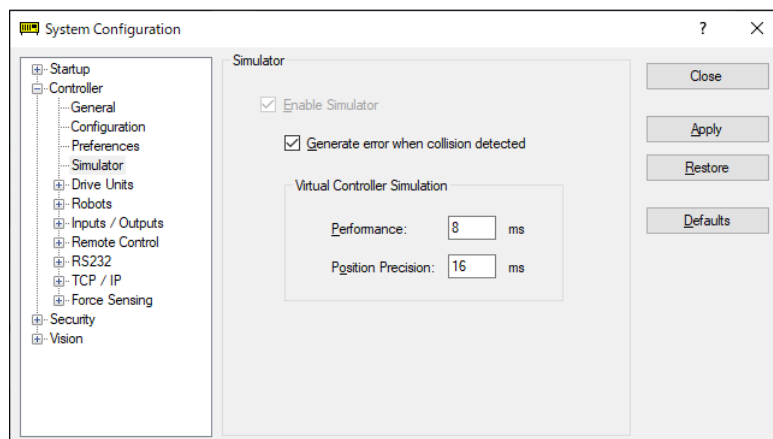 System Configuration
? 
Startup
Controller
General
Configuration
Preferences
Simulator
Drive Units
Robots
Inputs / Outputs
Remote Control
RS232
TCP / IP
Force Sensing
Security
Vision
Simulator
Enable Simulator
Generate error when collision detected
Virtual Controller Simulation
Performance: 8 ms
Position Precision: 16 ms
Close
Apply
Restore
Defaults